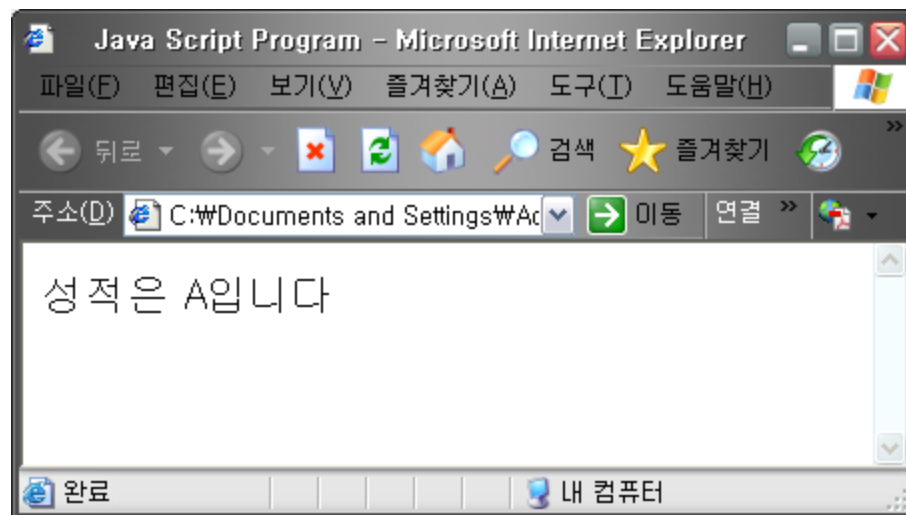 Java Script Program - Microsoft Internet Explorer
파일(F) 편집(E) 보기(V) 즐겨찾기(A) 도구(T) 도움말(H)
뒤로 검색 즐겨찾기 »
주소(D) C:₩Documents and Settings₩Ac 이동 연결 »
성적은 A입니다
완료 내 컴퓨터